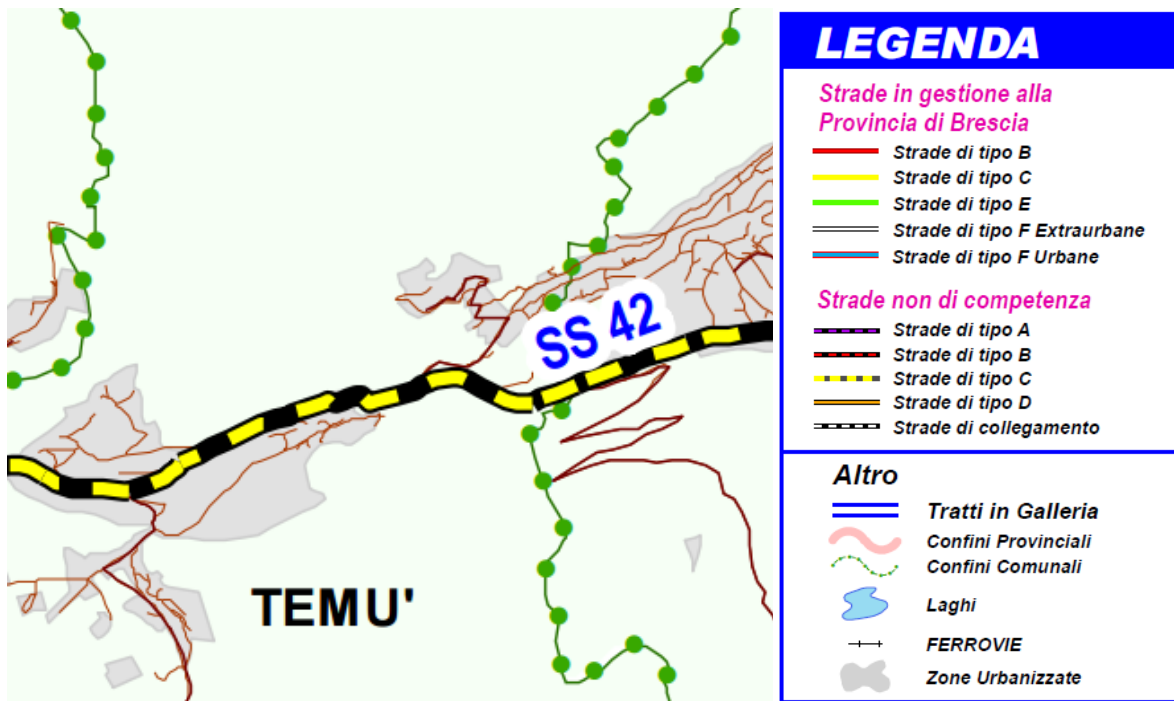 SS 42
TEMU'
LEGENDA
Strade in gestione alla
Provincia di Brescia
Strade di tipo B
Strade di tipo C
Strade di tipo E
Strade di tipo F Extraurbane
Strade di tipo F Urbane
Strade non di competenza
Strade di tipo A
Strade di tipo B
Strade di tipo C
Strade di tipo D
Strade di collegamento
Altro
Tratti in Galleria
Confini Provinciali
Confini Comunali
Laghi
FERROVIE
Zone Urbanizzate